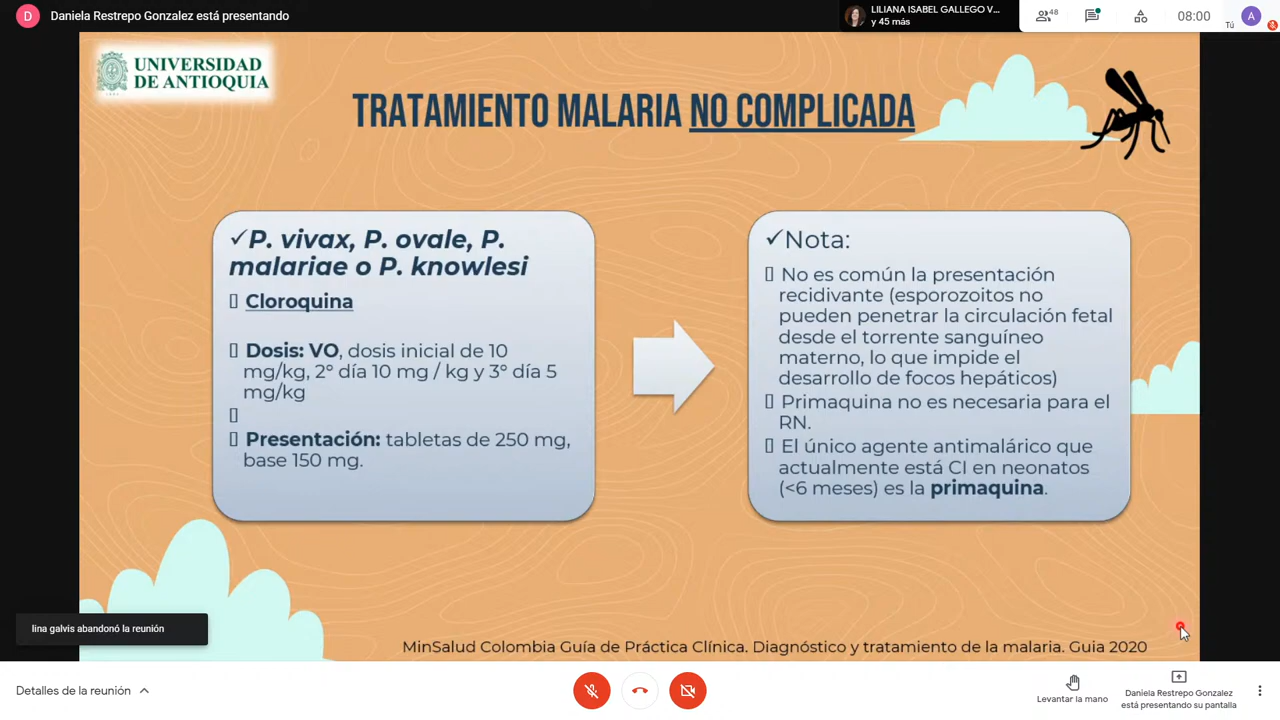 D Daniela Restrepo Gonzalez está presentando
LILIANA ISABEL GALLEGO V...
y 45 más
48
08:00
Tú
A
UNIVERSIDAD
DE ANTIOQUIA
TRATAMIENTO MALARIA NO COMPLICADA
✓P. vivax, P. ovale, P.
malariae o P. knowlesi
Cloroquina
Dosis: VO, dosis inicial de 10
mg/kg, 2° día 10 mg / kg y 3° día 5
mg/kg
Presentación: tabletas de 250 mg,
base 150 mg.
✓Nota:
No es común la presentación
recidivante (esporozoitos no
pueden penetrar la circulación fetal
desde el torrente sanguíneo
materno, lo que impide el
desarrollo de focos hepáticos)
Primaquina no es necesaria para el
RN.
El único agente antimalárico que
actualmente está CI en neonatos
(<6 meses) es la primaquina.
lina galvis abandonó la reunión
MinSalud Colombia Guía de Práctica Clínica. Diagnóstico y tratamiento de la malaria. Guia 2020
Detalles de la reunión
Levantar la mano
Daniela Restrepo Gonzalez
está presentando su pantalla